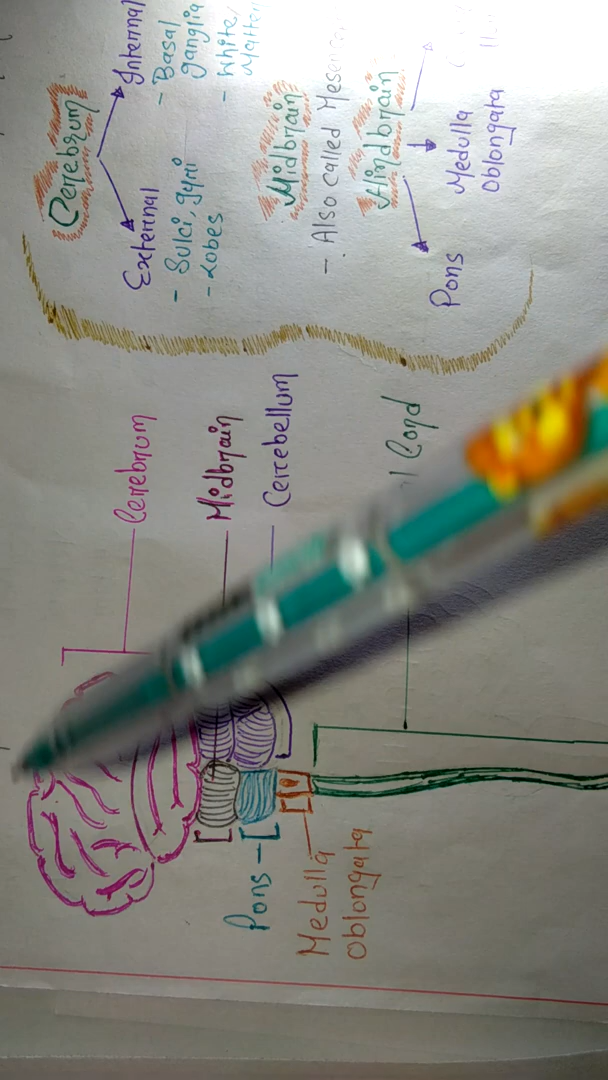 Cerebrum
External
Internal
- Sulci, gyri
- Lobes
- Basal
ganglia
- White
Matter
Midbrain
- Also called
Hindbrain
Pons
Medulla
Oblongata
Cerebrum
Midbrain
Cerebellum
Cord
Pons
Medulla
Oblongata